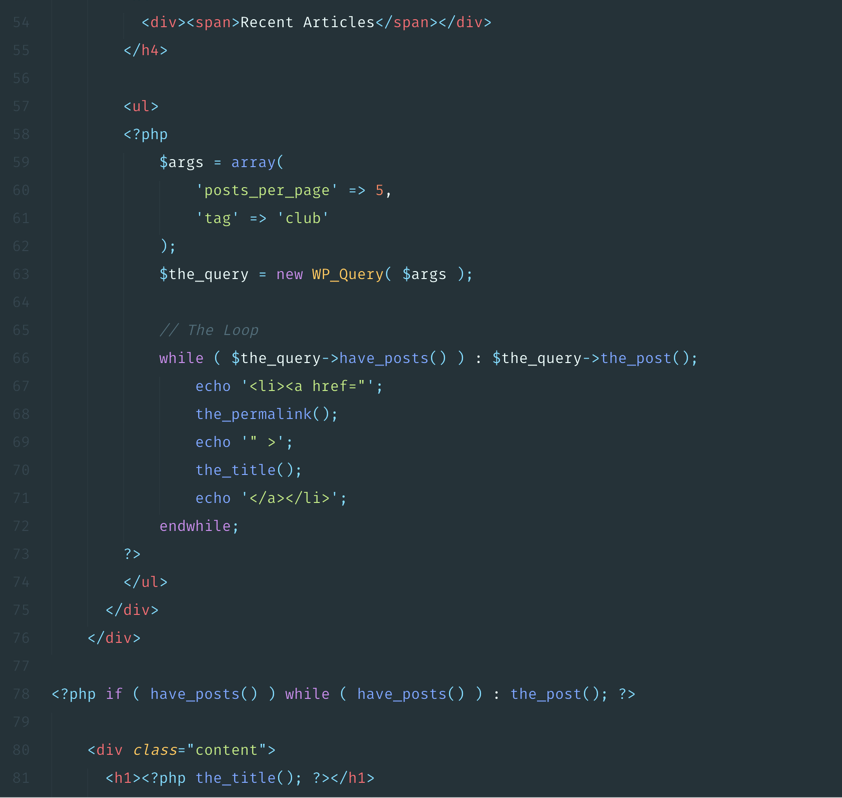 54 <div><span>Recent Articles</span></div>
55 </h4>
56
57 <ul>
58 <?php
59 $args = array(
60 'posts_per_page' => 5,
61 'tag' => 'club'
62 );
63 $the_query = new WP_Query( $args );
64
65 // The Loop
66 while ( $the_query->have_posts() ) : $the_query->the_post();
67 echo '<li><a href="';
68 the_permalink();
69 echo '" >';
70 the_title();
71 echo '</a></li>';
72 endwhile;
73 ?>
74 </ul>
75 </div>
76 </div>
77
78 <?php if ( have_posts() ) while ( have_posts() ) : the_post(); ?>
79
80 <div class="content">
81 <h1><?php the_title(); ?></h1>